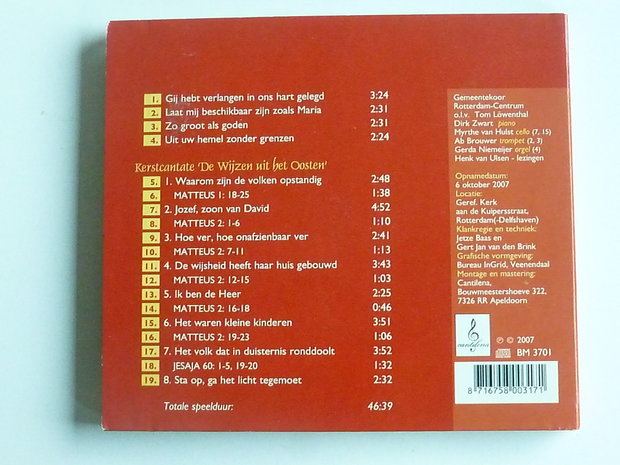 1. Gij hebt verlangen in ons hart gelegd 3:24
2. Laat mij beschikbaar zijn zoals Maria 2:31
3. Zo groot als goden 2:31
4. Uit uw hemel zonder grenzen 2:24
Kerstcantate 'De Wijzen uit het Oosten'
5. 1. Waarom zijn de volken opstandig 2:48
6. MATTEUS 1: 18-25 1:38
7. 2. Jozef, zoon van David 4:52
8. MATTEUS 2: 1-6 1:10
9. 3. Hoe ver, hoe onafzienbaar ver 2:41
10. MATTEUS 2: 7-11 1:13
11. 4. De wijsheid heeft haar huis gebouwd 3:43
12. MATTEUS 2: 12-15 1:03
13. 5. Ik ben de Heer 2:25
14. MATTEUS 2: 16-18 0:46
15. 6. Het waren kleine kinderen 3:51
16. MATTEUS 2: 19-23 1:06
17. 7. Het volk dat in duisternis ronddoolt 3:52
18. JESAJA 60: 1-5, 19-20 1:32
19. 8. Sta op, ga het licht tegemoet 2:32
Totale speelduur: 46:39
Gemeentekoor
Rotterdam-Centrum
o.l.v. Tom Löwenthal
Dirk Zwart piano
Myrthe van Hulst cello (7, 15)
Ab Brouwer trompet (2, 3)
Gerda Niemeijer orgel (4)
Henk van Ulsen - lezingen
Opnamedatum:
6 oktober 2007
Locatie:
Geref. Kerk
aan de Kuipersstraat,
Rotterdam(-Delfshaven)
Klankregie en techniek:
Jetze Baas en
Gert Jan van den Brink
Grafische vormgeving:
Bureau InGrid, Veenendaal
Montage en mastering:
Cantilena,
Bouwmeestershoeve 322,
7326 RR Apeldoorn
cantilena
℗ © 2007
BM 3701
8 716758 003171